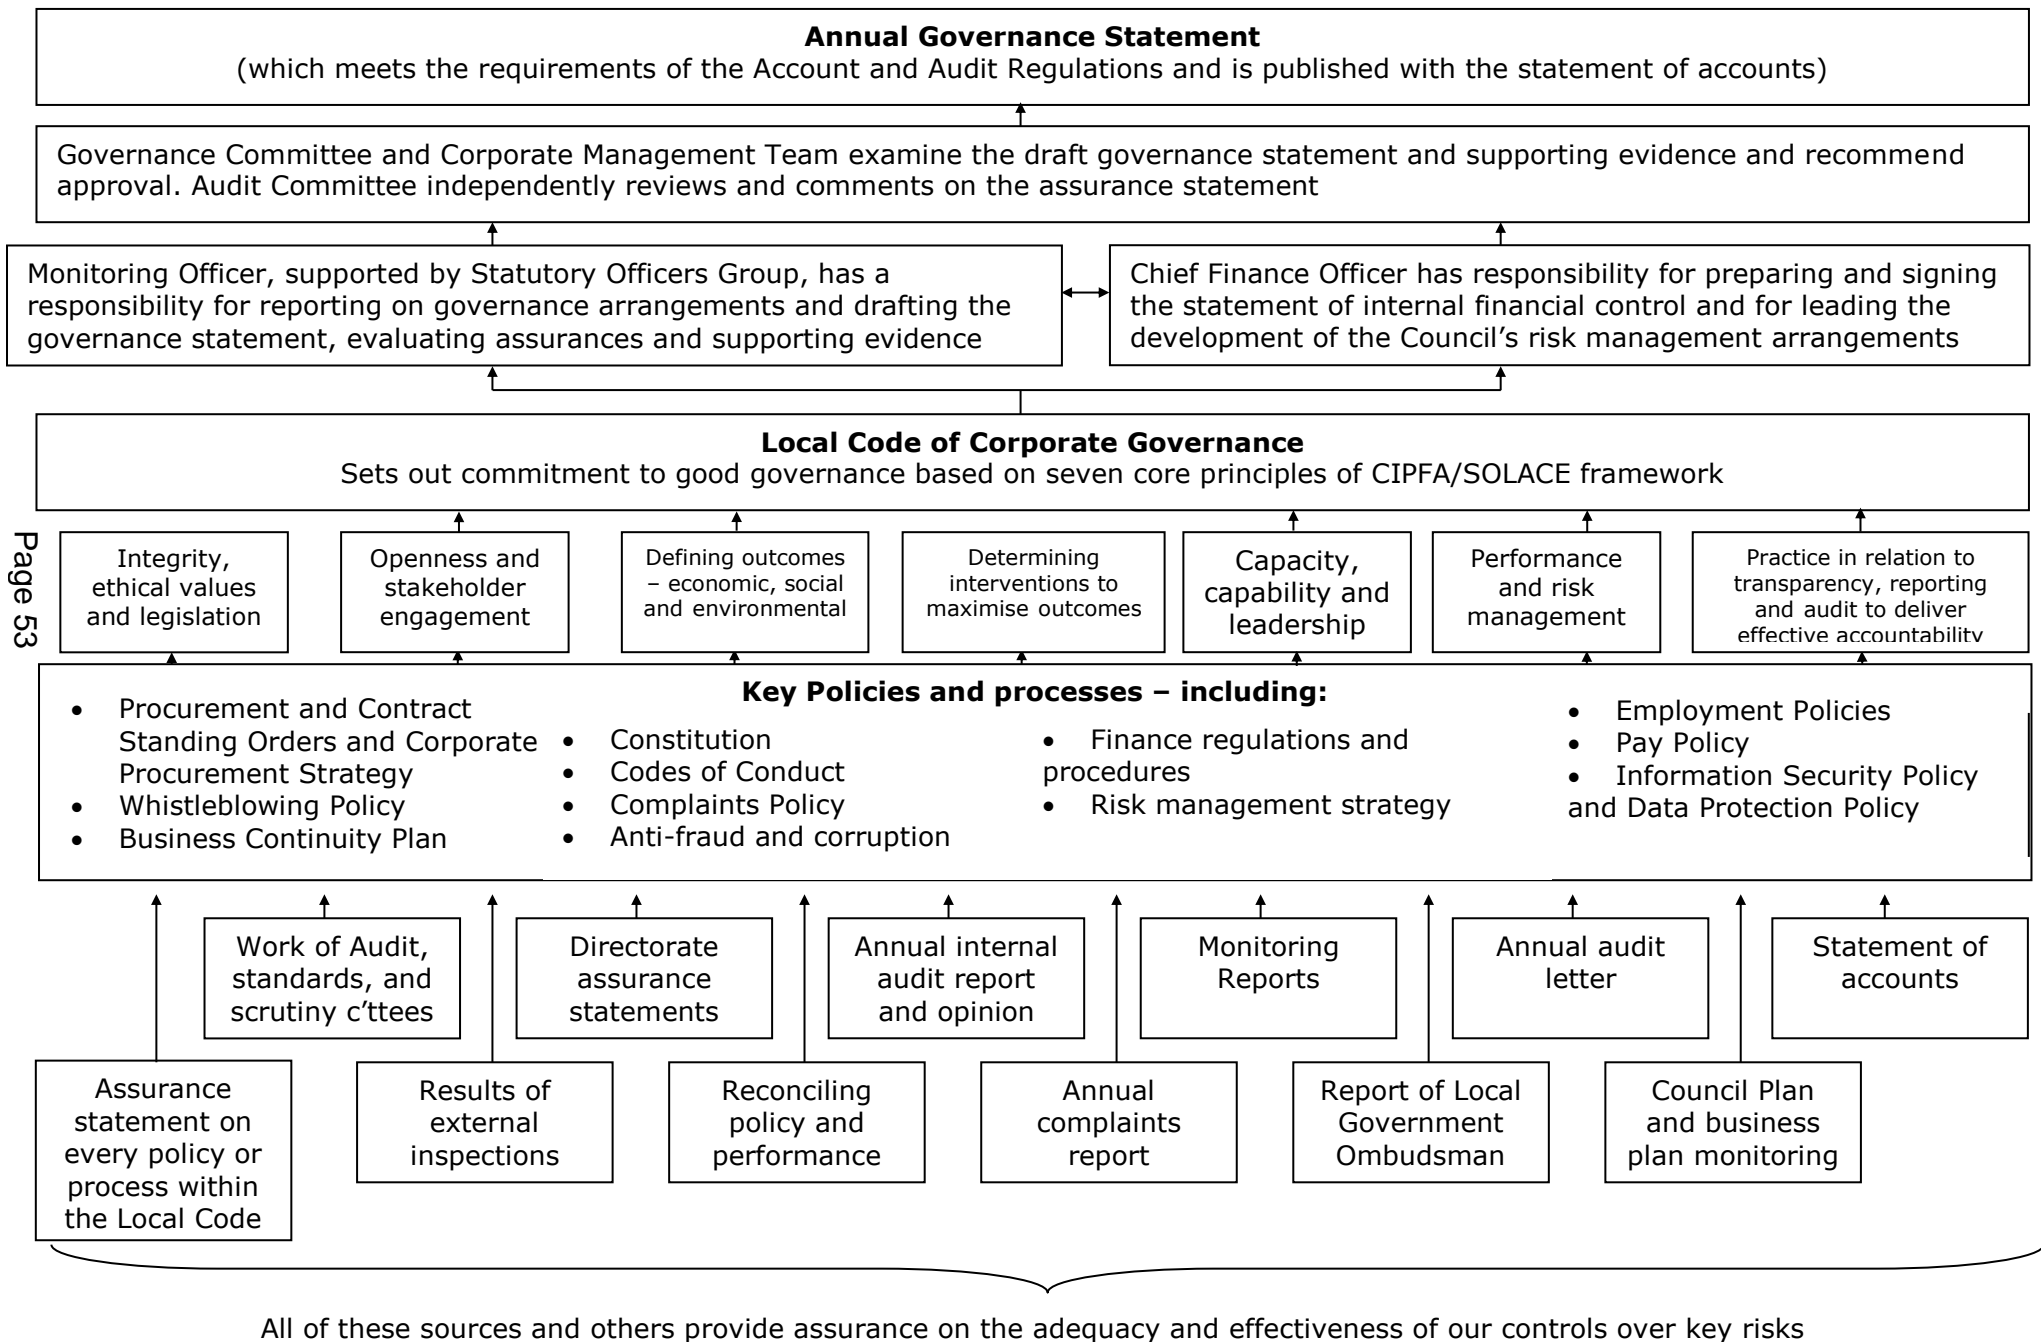 Annual Governance Statement
(which meets the requirements of the Account and Audit Regulations and is published with the statement of accounts)
Governance Committee and Corporate Management Team examine the draft governance statement and supporting evidence and recommend
approval. Audit Committee independently reviews and comments on the assurance statement
Monitoring Officer, supported by Statutory Officers Group, has a
responsibility for reporting on governance arrangements and drafting the
governance statement, evaluating assurances and supporting evidence
Chief Finance Officer has responsibility for preparing and signing
the statement of internal financial control and for leading the
development of the Council’s risk management arrangements
Local Code of Corporate Governance
Sets out commitment to good governance based on seven core principles of CIPFA/SOLACE framework
Page 53
Integrity,
ethical values
and legislation
Openness and
stakeholder
engagement
Defining outcomes
– economic, social
and environmental
Determining
interventions to
maximise outcomes
Capacity,
capability and
leadership
Performance
and risk
management
Practice in relation to
transparency, reporting
and audit to deliver
effective accountability
Key Policies and processes – including:
• Procurement and Contract
Standing Orders and Corporate
Procurement Strategy
• Whistleblowing Policy
• Business Continuity Plan
• Constitution
• Codes of Conduct
• Complaints Policy
• Anti-fraud and corruption
• Finance regulations and
procedures
• Risk management strategy
• Employment Policies
• Pay Policy
• Information Security Policy
and Data Protection Policy
Work of Audit,
standards, and
scrutiny c’ttees
Directorate
assurance
statements
Annual internal
audit report
and opinion
Monitoring
Reports
Annual audit
letter
Statement of
accounts
Assurance
statement on
every policy or
process within
the Local Code
Results of
external
inspections
Reconciling
policy and
performance
Annual
complaints
report
Report of Local
Government
Ombudsman
Council Plan
and business
plan monitoring
All of these sources and others provide assurance on the adequacy and effectiveness of our controls over key risks